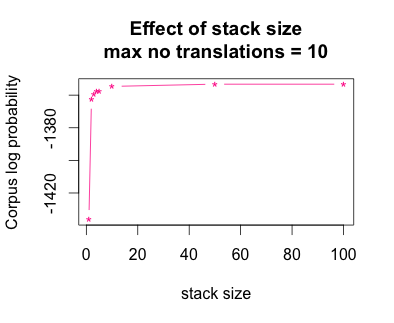 Effect of stack size
max no translations = 10
Corpus log probability
-1380
-1420
0 20 40 60 80 100
stack size